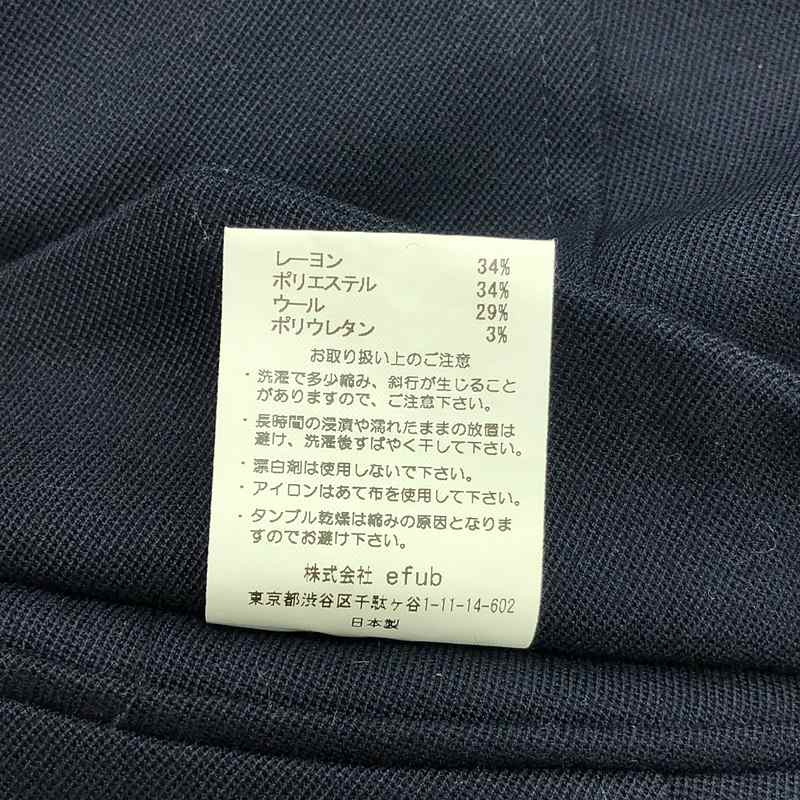 レーヨン 34%
ポリエステル 34%
ウール 29%
ポリウレタン 3%
お取り扱い上のご注意
・洗濯で多少縮み、斜行が生じること
がありますので、ご注意下さい。
・長時間の浸漬や濡れたままの放置は
避け、洗濯後すばやく干して下さい。
・漂白剤は使用しないで下さい。
・アイロンはあて布を使用して下さい。
・タンブル乾燥は縮みの原因となりま
すのでお避け下さい。
株式会社 efub
東京都渋谷区千駄ヶ谷1-11-14-602
日本製